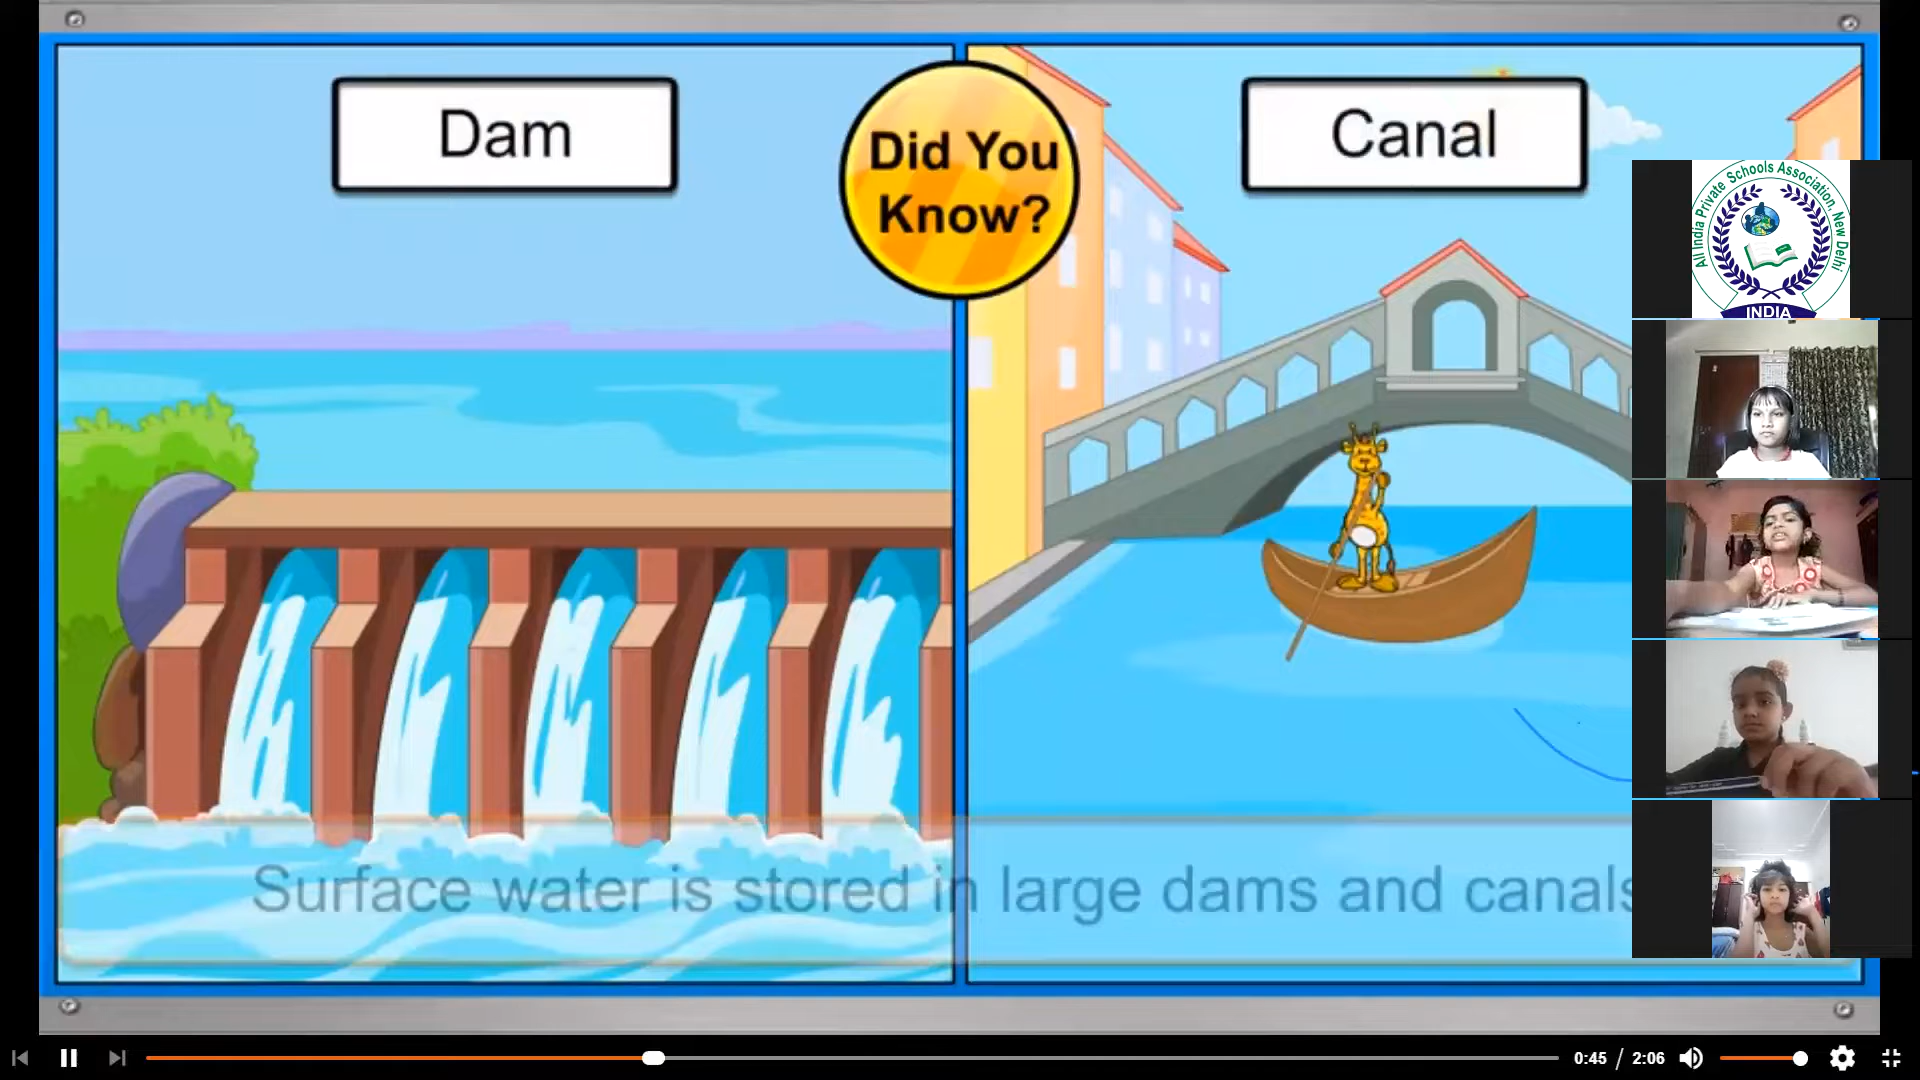 Dam
Did You
Know?
Canal
All India Private Schools Association, New Delhi
INDIA
Surface water is stored in large dams and canals
0:45 / 2:06